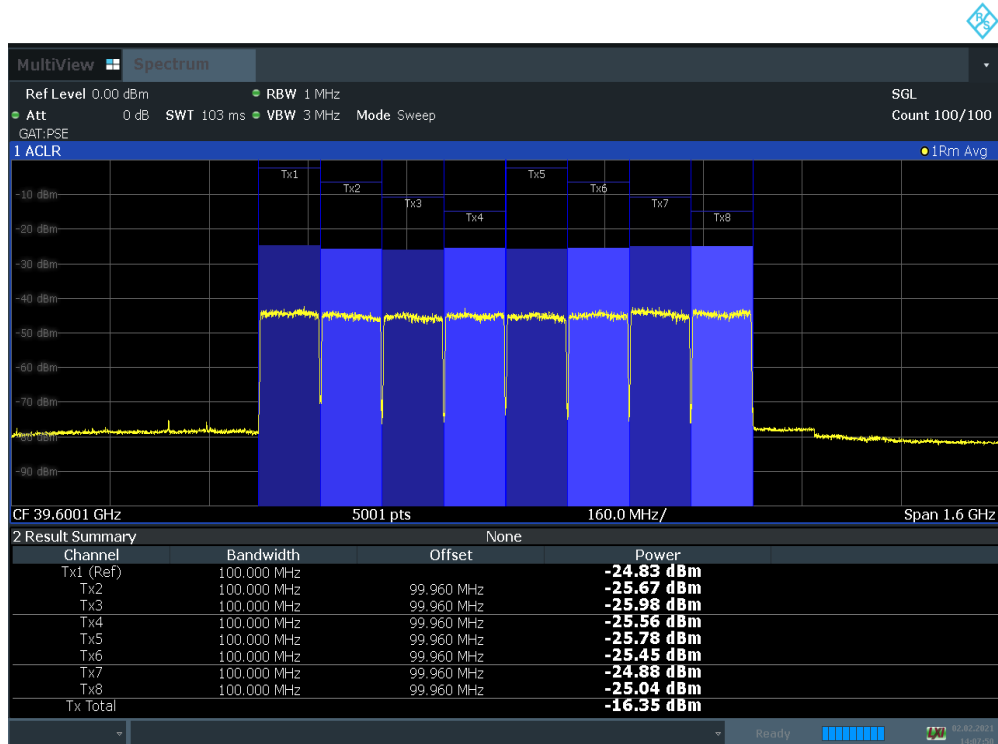 R&S
MultiView Spectrum
Ref Level 0.00 dBm RBW 1 MHz SGL
Att 0 dB SWT 103 ms VBW 3 MHz Mode Sweep Count 100/100
GAT:PSE
1 ACLR 1Rm Avg
Tx1 Tx5
Tx2 Tx6
-10 dBm
Tx3 Tx7
Tx4 Tx8
-20 dBm
-30 dBm
-40 dBm
-50 dBm
-60 dBm
-70 dBm
-90 dBm
CF 39.6001 GHz 5001 pts 160.0 MHz/ Span 1.6 GHz
2 Result Summary None
Channel Bandwidth Offset Power
Tx1 (Ref) 100.000 MHz -24.83 dBm
Tx2 100.000 MHz 99.960 MHz -25.67 dBm
Tx3 100.000 MHz 99.960 MHz -25.98 dBm
Tx4 100.000 MHz 99.960 MHz -25.56 dBm
Tx5 100.000 MHz 99.960 MHz -25.78 dBm
Tx6 100.000 MHz 99.960 MHz -25.45 dBm
Tx7 100.000 MHz 99.960 MHz -24.88 dBm
Tx8 100.000 MHz 99.960 MHz -25.04 dBm
Tx Total -16.35 dBm
Ready LXI 02.02.2021